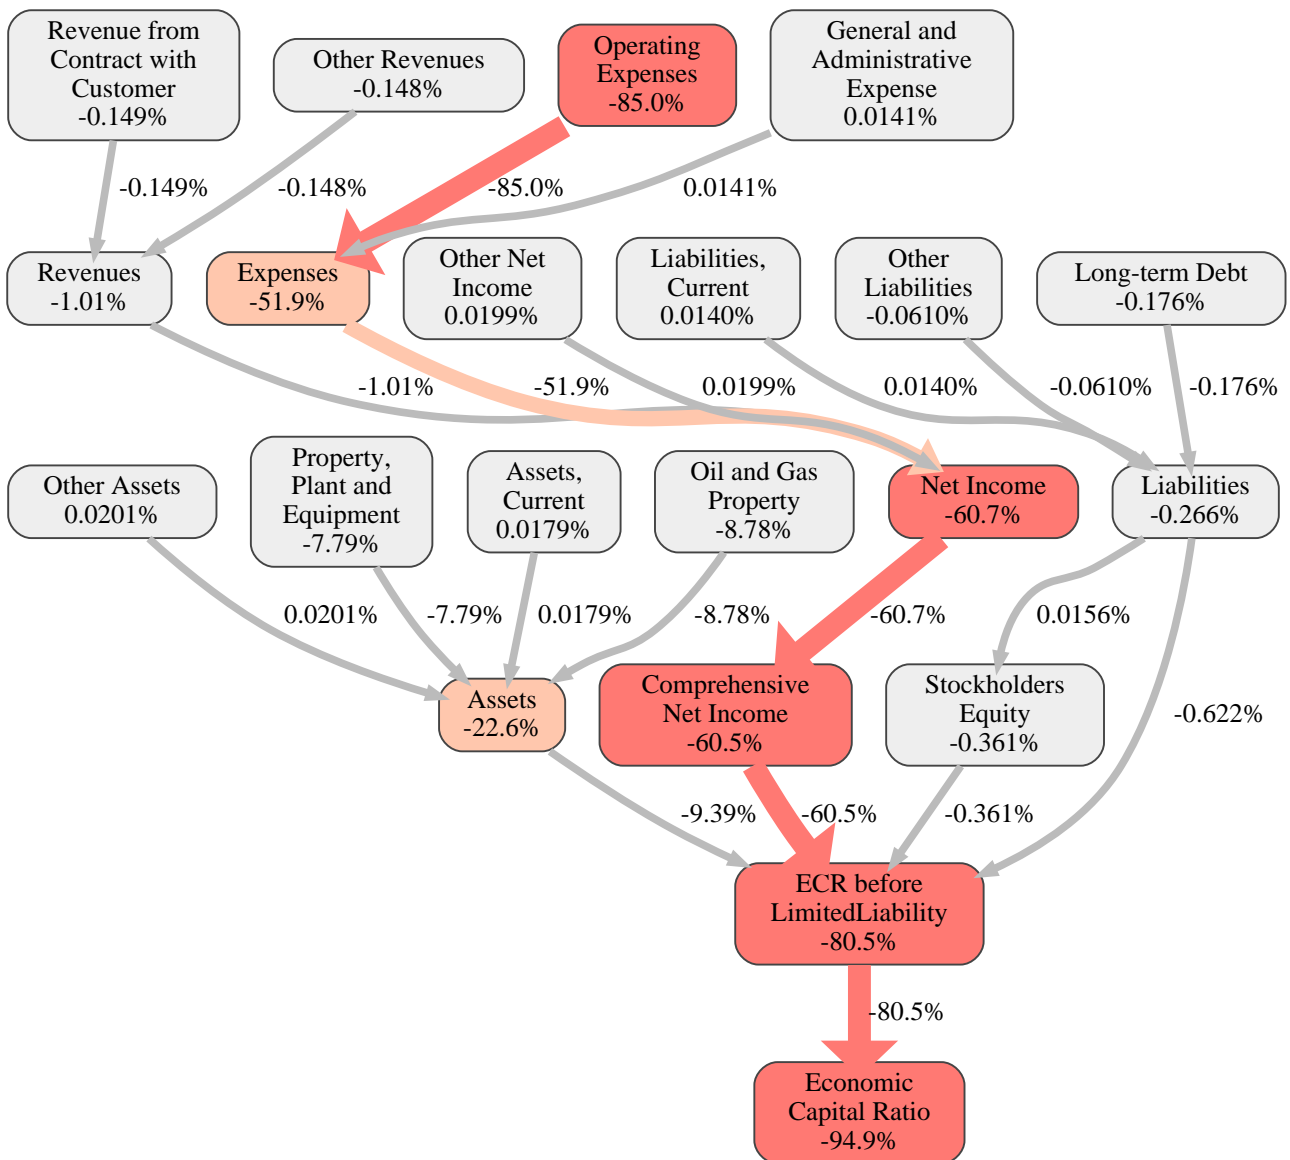 Revenue from
Contract with
Customer
-0.149%
Other Revenues
-0.148%
Operating
Expenses
-85.0%
General and
Administrative
Expense
0.0141%
-0.149%
-0.148%
-85.0%
0.0141%
Revenues
-1.01%
Expenses
-51.9%
Other Net
Income
0.0199%
Liabilities,
Current
0.0140%
Other
Liabilities
-0.0610%
Long-term Debt
-0.176%
-1.01%
-51.9%
0.0199%
0.0140%
-0.0610%
-0.176%
Other Assets
0.0201%
Property,
Plant and
Equipment
-7.79%
Assets,
Current
0.0179%
Oil and Gas
Property
-8.78%
Net Income
-60.7%
Liabilities
-0.266%
0.0201%
-7.79%
0.0179%
-8.78%
-60.7%
0.0156%
Assets
-22.6%
Comprehensive
Net Income
-60.5%
Stockholders
Equity
-0.361%
-0.622%
-9.39%
-60.5%
-0.361%
ECR before
LimitedLiability
-80.5%
-80.5%
Economic
Capital Ratio
-94.9%